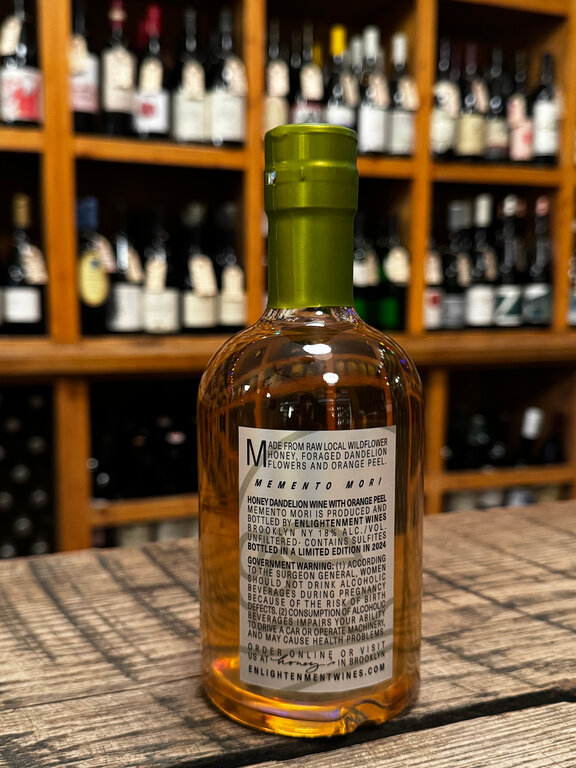 MADE FROM RAW LOCAL WILDFLOWER
HONEY, FORAGED DANDELION
FLOWERS AND ORANGE PEEL.
MEMENTO MORI
HONEY DANDELION WINE WITH ORANGE PEEL
MEMENTO MORI IS PRODUCED AND
BOTTLED BY ENLIGHTENMENT WINES
BROOKLYN NY 18% ALC./VOL.
UNFILTERED- CONTAINS SULFITES
BOTTLED IN A LIMITED EDITION IN 2024
GOVERNMENT WARNING: (1) ACCORDING
TO THE SURGEON GENERAL, WOMEN
SHOULD NOT DRINK ALCOHOLIC
BEVERAGES DURING PREGNANCY
BECAUSE OF THE RISK OF BIRTH
DEFECTS. (2) CONSUMPTION OF ALCOHOLIC
BEVERAGES IMPAIRS YOUR ABILITY
TO DRIVE A CAR OR OPERATE MACHINERY,
AND MAY CAUSE HEALTH PROBLEMS.
ORDER ONLINE OR VISIT
US AT honey's IN BROOKLYN
ENLIGHTENMENTWINES.COM